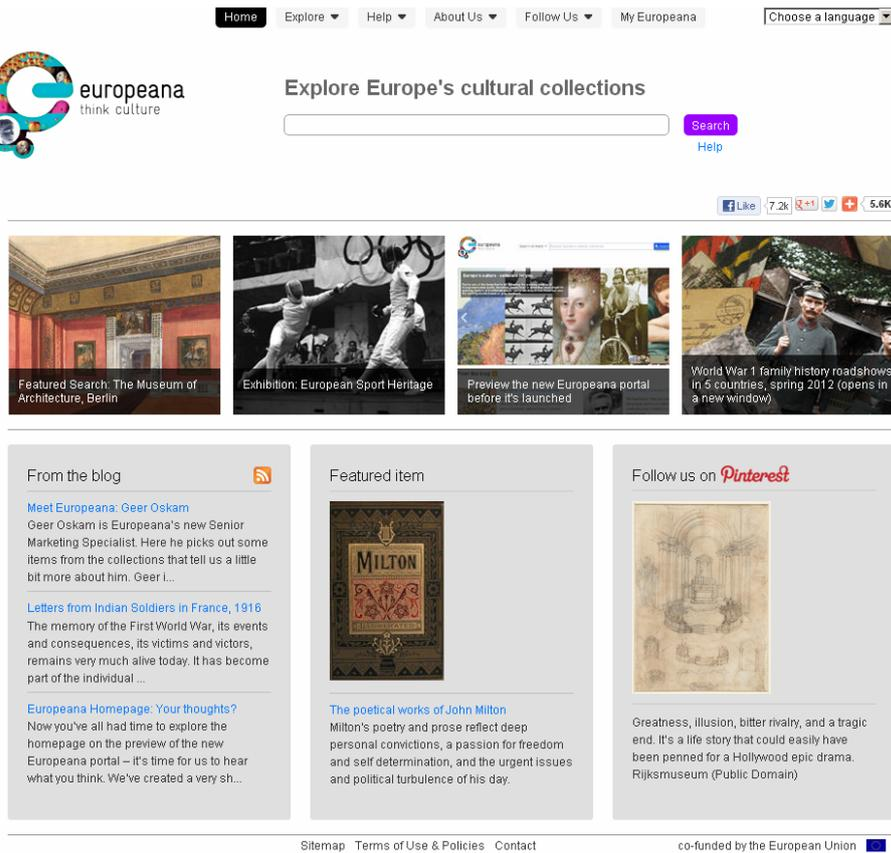 Home
Explore
Help
About Us
Follow Us
My Europeana
Choose a language
europeana
think culture
Explore Europe's cultural collections
Search
Help
Like
7.2k
+1
5.6K
Featured Search: The Museum of
Architecture, Berlin
Exhibition: European Sport Heritage
europeana
Preview the new Europeana portal
before it's launched
World War 1 family history roadshows
in 5 countries, spring 2012 (opens in
a new window)
From the blog
Meet Europeana: Geer Oskam
Geer Oskam is Europeana's new Senior
Marketing Specialist. Here he picks out some
items from the collections that tell us a little
bit more about him. Geer i...
Letters from Indian Soldiers in France, 1916
The memory of the First World War, its events
and consequences, its victims and victors,
remains very much alive today. It has become
part of the individual ...
Europeana Homepage: Your thoughts?
Now you've all had time to explore the
homepage on the preview of the new
Europeana portal – it's time for us to hear
what you think. We've created a very sh...
Featured item
MILTON
ILLUSTRATED
The poetical works of John Milton
Milton's poetry and prose reflect deep
personal convictions, a passion for freedom
and self determination, and the urgent issues
and political turbulence of his day.
Follow us on Pinterest
Greatness, illusion, bitter rivalry, and a tragic
end. It's a life story that could easily have
been penned for a Hollywood epic drama.
Rijksmuseum (Public Domain)
Sitemap Terms of Use & Policies Contact
co-funded by the European Union